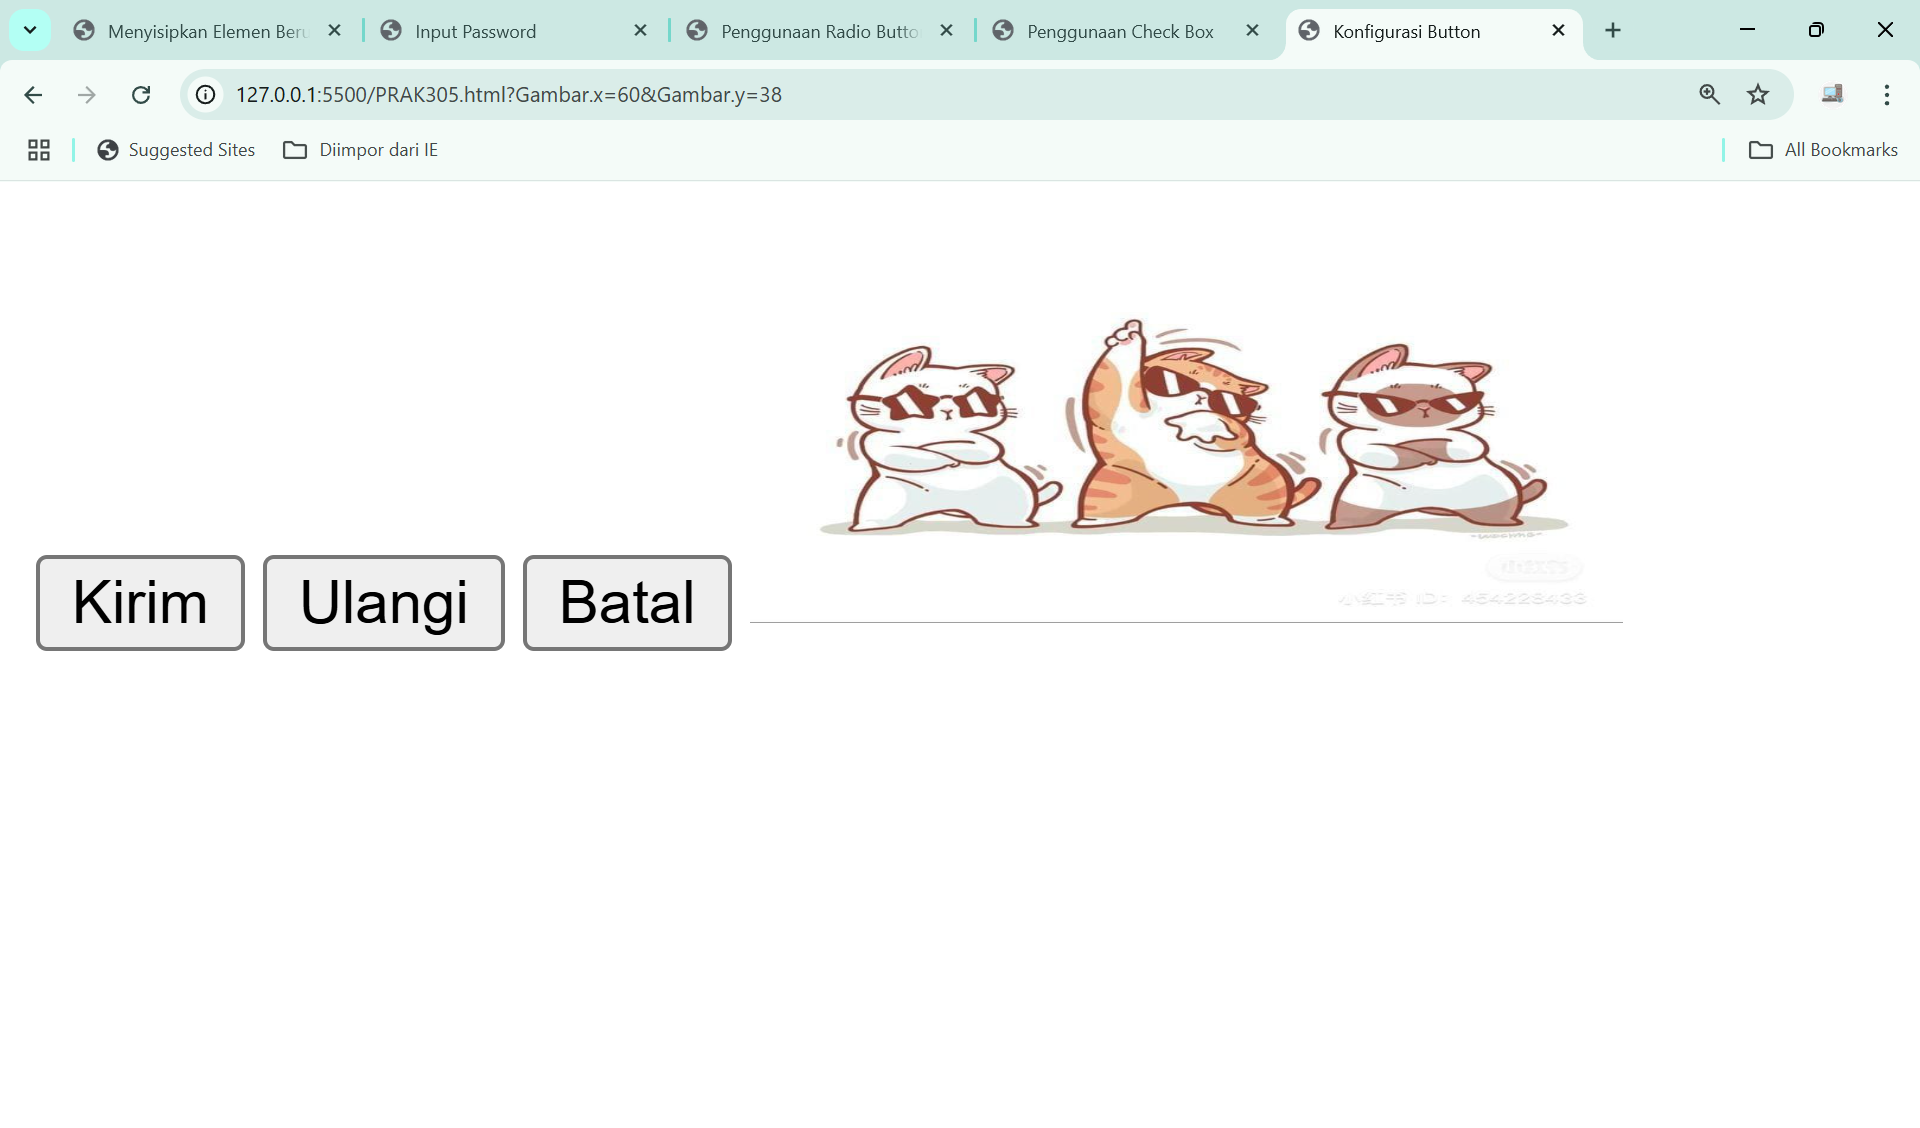 Menyisipkan Elemen Beru
Input Password
Penggunaan Radio Butto
Penggunaan Check Box
Konfigurasi Button
127.0.0.1:5500/PRAK305.html?Gambar.x=60&Gambar.y=38
Suggested Sites
Diimpor dari IE
All Bookmarks
小红书 ID: 454228433
Kirim
Ulangi
Batal